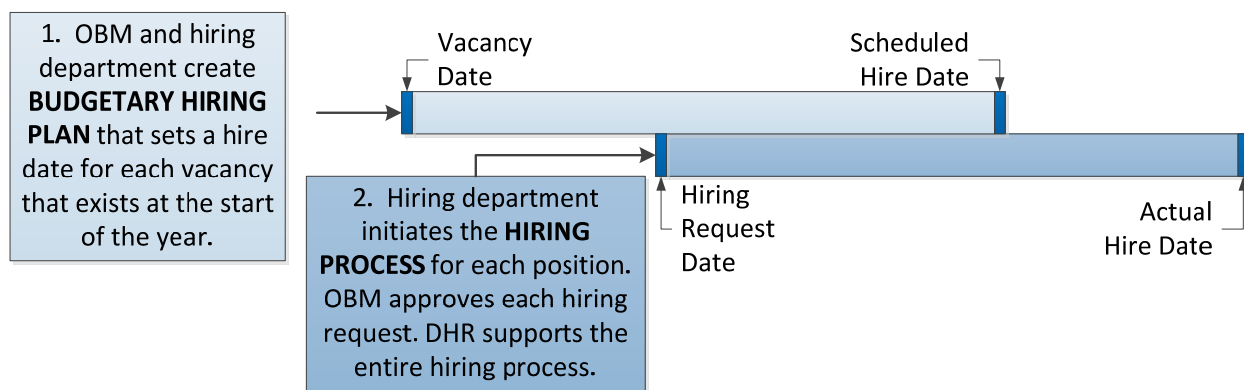 1. OBM and hiring
department create
BUDGETARY HIRING
PLAN that sets a hire
date for each vacancy
that exists at the start
of the year.
Vacancy
Date
Scheduled
Hire Date
2. Hiring department
initiates the HIRING
PROCESS for each position.
OBM approves each hiring
request. DHR supports the
entire hiring process.
Hiring
Request
Date
Actual
Hire Date